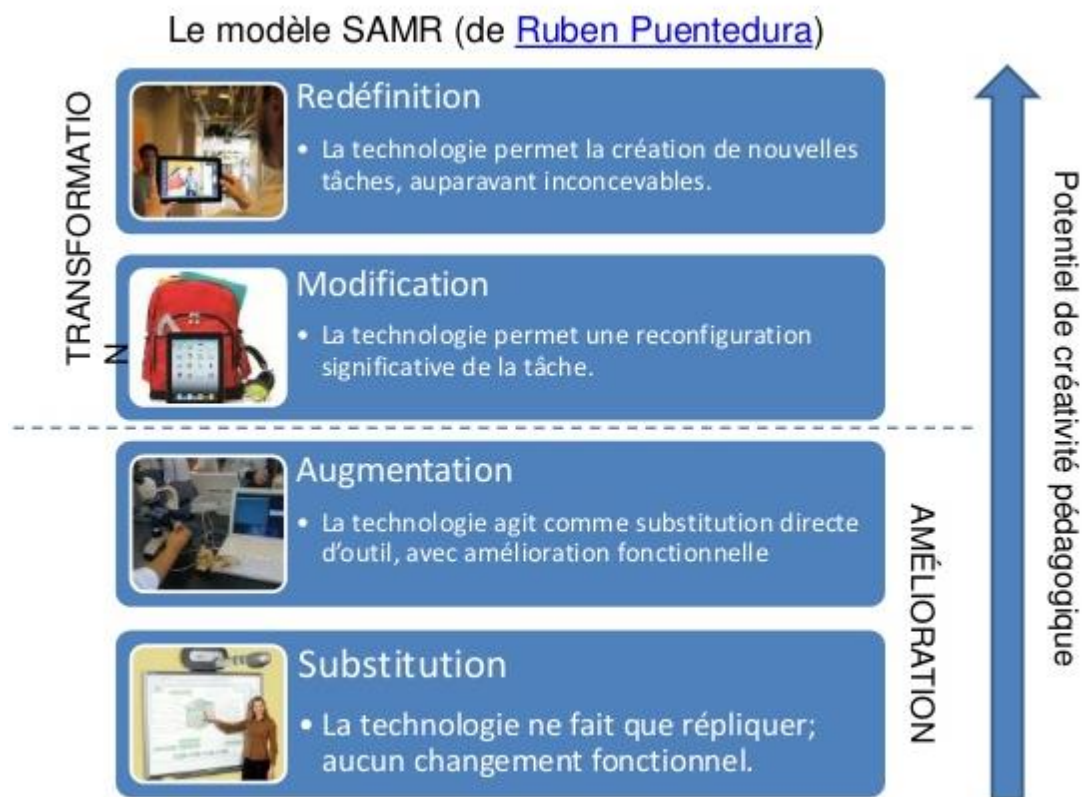 Le modèle SAMR (de Ruben Puentedura)
TRANSFORMATIO
N
Redéfinition
• La technologie permet la création de nouvelles
tâches, auparavant inconcevables.
Modification
• La technologie permet une reconfiguration
significative de la tâche.
Augmentation
• La technologie agit comme substitution directe
d'outil, avec amélioration fonctionnelle
Substitution
• La technologie ne fait que répliquer;
aucun changement fonctionnel.
AMÉLIORATION
Potentiel de créativité pédagogique